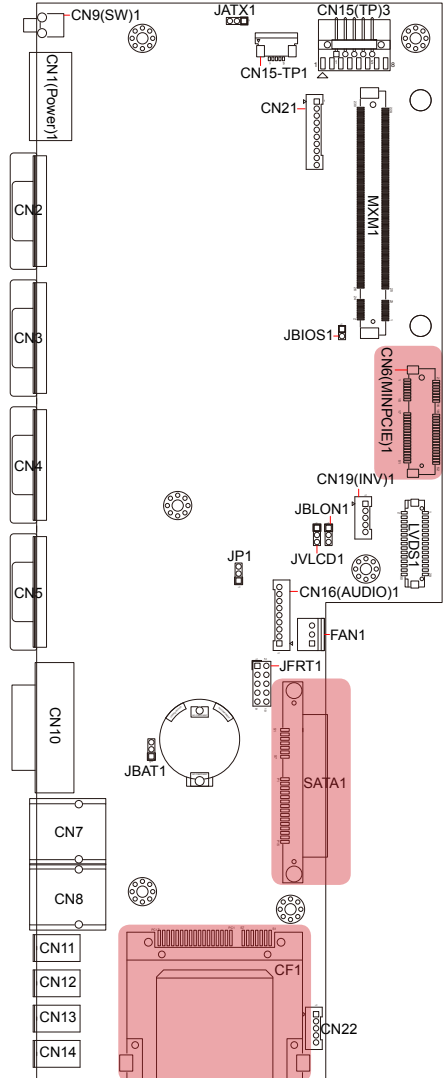 CN9(SW)1
JATX1
CN15(TP)3
CN1(Power)1
CN15-TP1
1
8
CN21
CN2
MXM1
CN3
JBIOS1
CN6(MINPCIE)1
CN4
CN19(INV)1
JBLON1
LVDS1
JVLCD1
JP1
CN5
CN16(AUDIO)1
FAN1
JFRT1
CN10
JBAT1
SATA1
CN7
CN8
CN11
CF1
CN12
CN13
CN22
CN14